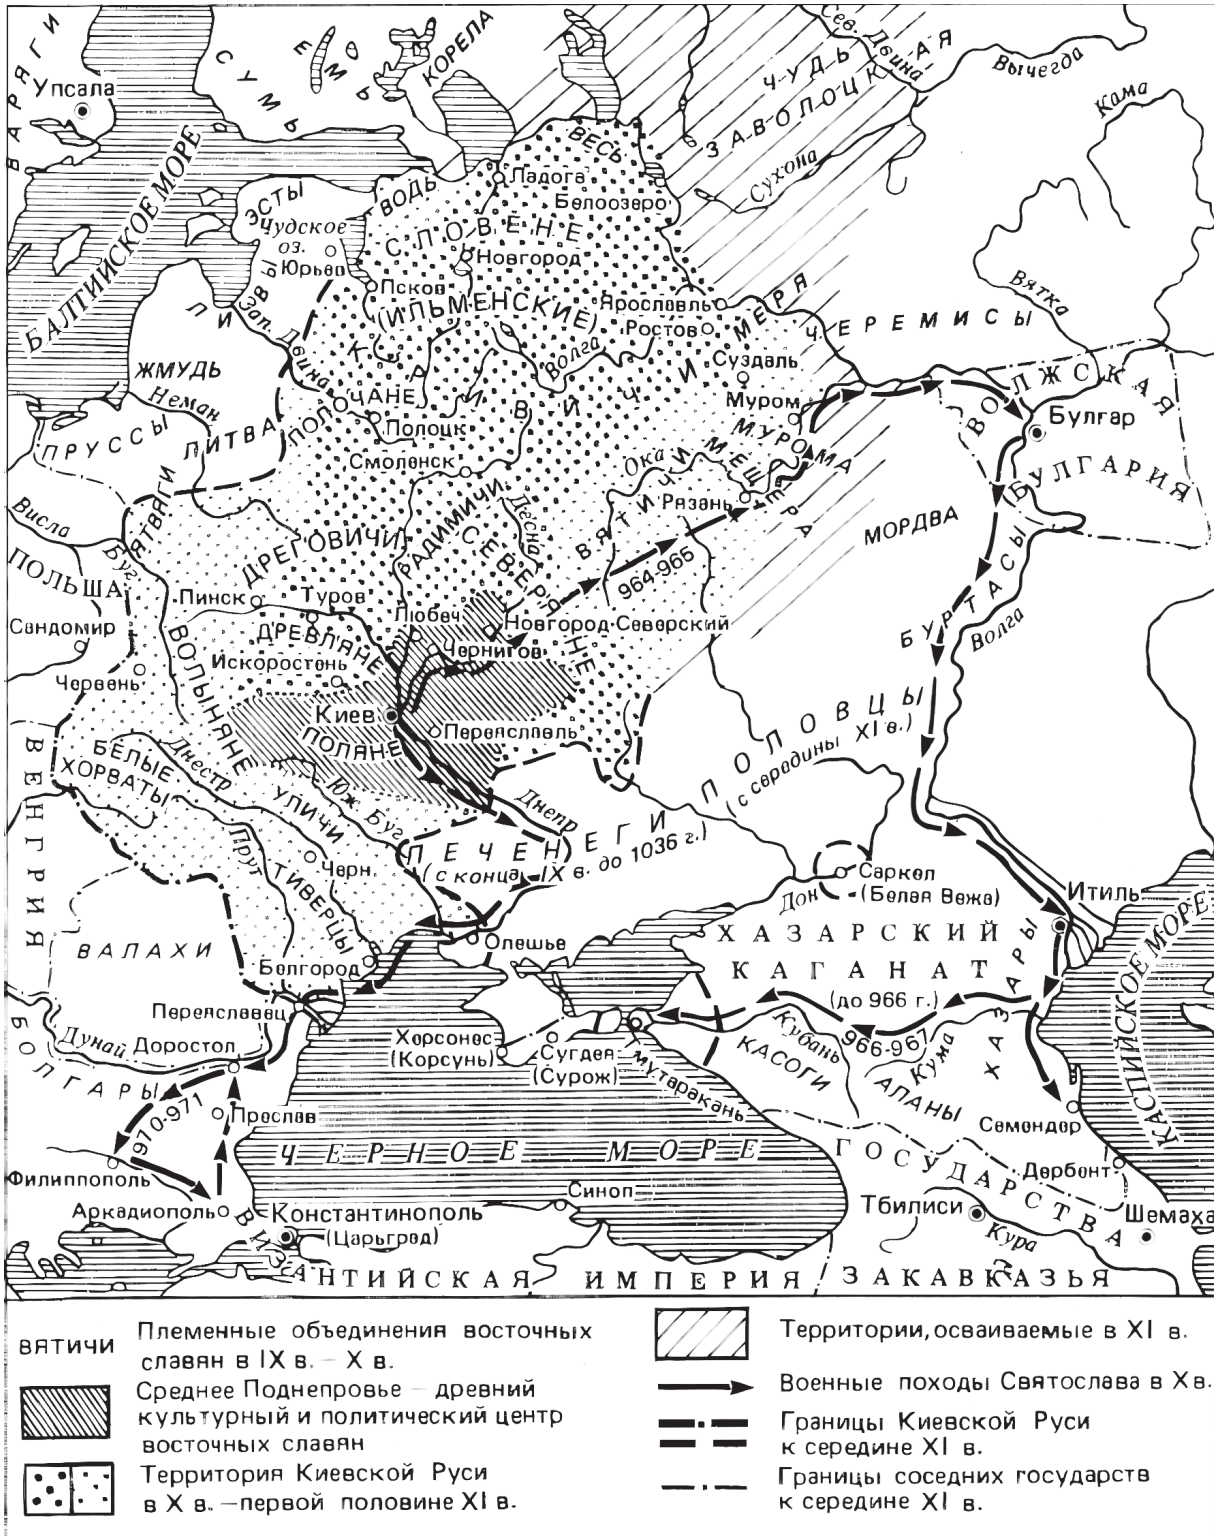 ВАРЯГИ
Упсала
СУМЬ
ЕМЬ
КОРЕЛА
Сев. Двина
ЧУДЬ
ЗАВОЛОЦКАЯ
Вычегда
Кама
Сухона
БАЛТИЙСКОЕ МОРЕ
ЭСТЫ
Чудское
оз.
Юрьев
ВОДЬ
ВЕСЬ
Ладога
Белоозеро
СЛОВЕНЕ
Новгород
Псков
(ИЛЬМЕНСКИЕ)
Ярославль
Ростов
МЕРЯ
ЧЕРЕМИСЫ
Вятка
ЛИВЫ
Зап. Двина
КРИВИЧИ
Волга
Суздаль
Муром
МУРОМА
ЖМУДЬ
Неман
ПРУССЫ
ЛИТВА
ПОЛОЧАНЕ
Полоцк
Смоленск
Ока
МЕЩЕРА
Рязань
ВЯТИЧИ
ВОЛЖСКАЯ
Булгар
БУЛГАРИЯ
МОРДВА
Висла
ЯТВЯГИ
Буг
ПОЛЬША
ДРЕГОВИЧИ
РАДИМИЧИ
Десна
СЕВЕРЯНЕ
964-965
БУРТАСЫ
Волга
Пинск
Туров
Любеч
Новгород-Северский
Сандомир
ДРЕВЛЯНЕ
Чернигов
Искоростень
Червень
ВОЛЫНЯНЕ
Киев
ПОЛЯНЕ
Переяславль
ПОЛОВЦЫ
(с середины XI в.)
ВЕНГРИЯ
БЕЛЫЕ
ХОРВАТЫ
Днестр
УЛИЧИ
Юж. Буг
Днепр
ПЕЧЕНЕГИ
(с конца IX в. до 1036 г.)
Прут
Черн.
ТИВЕРЦЫ
Саркел
(Белая Вежа)
Дон
Итиль
ВАЛАХИ
Белгород
Олешье
ХАЗАРСКИЙ
КАГАНАТ
(до 966 г.)
ХАЗАРЫ
КАСПИЙСКОЕ МОРЕ
Переяславец
БОЛГАРЫ
Дунай
Доростол
Херсонес
(Корсунь)
Сугдея
(Сурож)
Тмутаракань
Кубань
966-967
КАСОГИ
Кума
АЛАНЫ
Семендер
970-971
Преслав
ЧЕРНОЕ МОРЕ
Филиппополь
Аркадиополь
Константинополь
(Царьград)
Синоп
ГОСУДАРСТВА
Дербент
Тбилиси
Кура
Шемаха
ВИЗАНТИЙСКАЯ ИМПЕРИЯ
ЗАКАВКАЗЬЯ
ВЯТИЧИ
Племенные объединения восточных
славян в IX в. – X в.
Среднее Поднепровье – древний
культурный и политический центр
восточных славян
Территория Киевской Руси
в X в. –первой половине XI в.
Территории, осваиваемые в XI в.
Военные походы Святослава в X в.
Границы Киевской Руси
к середине XI в.
Границы соседних государств
к середине XI в.